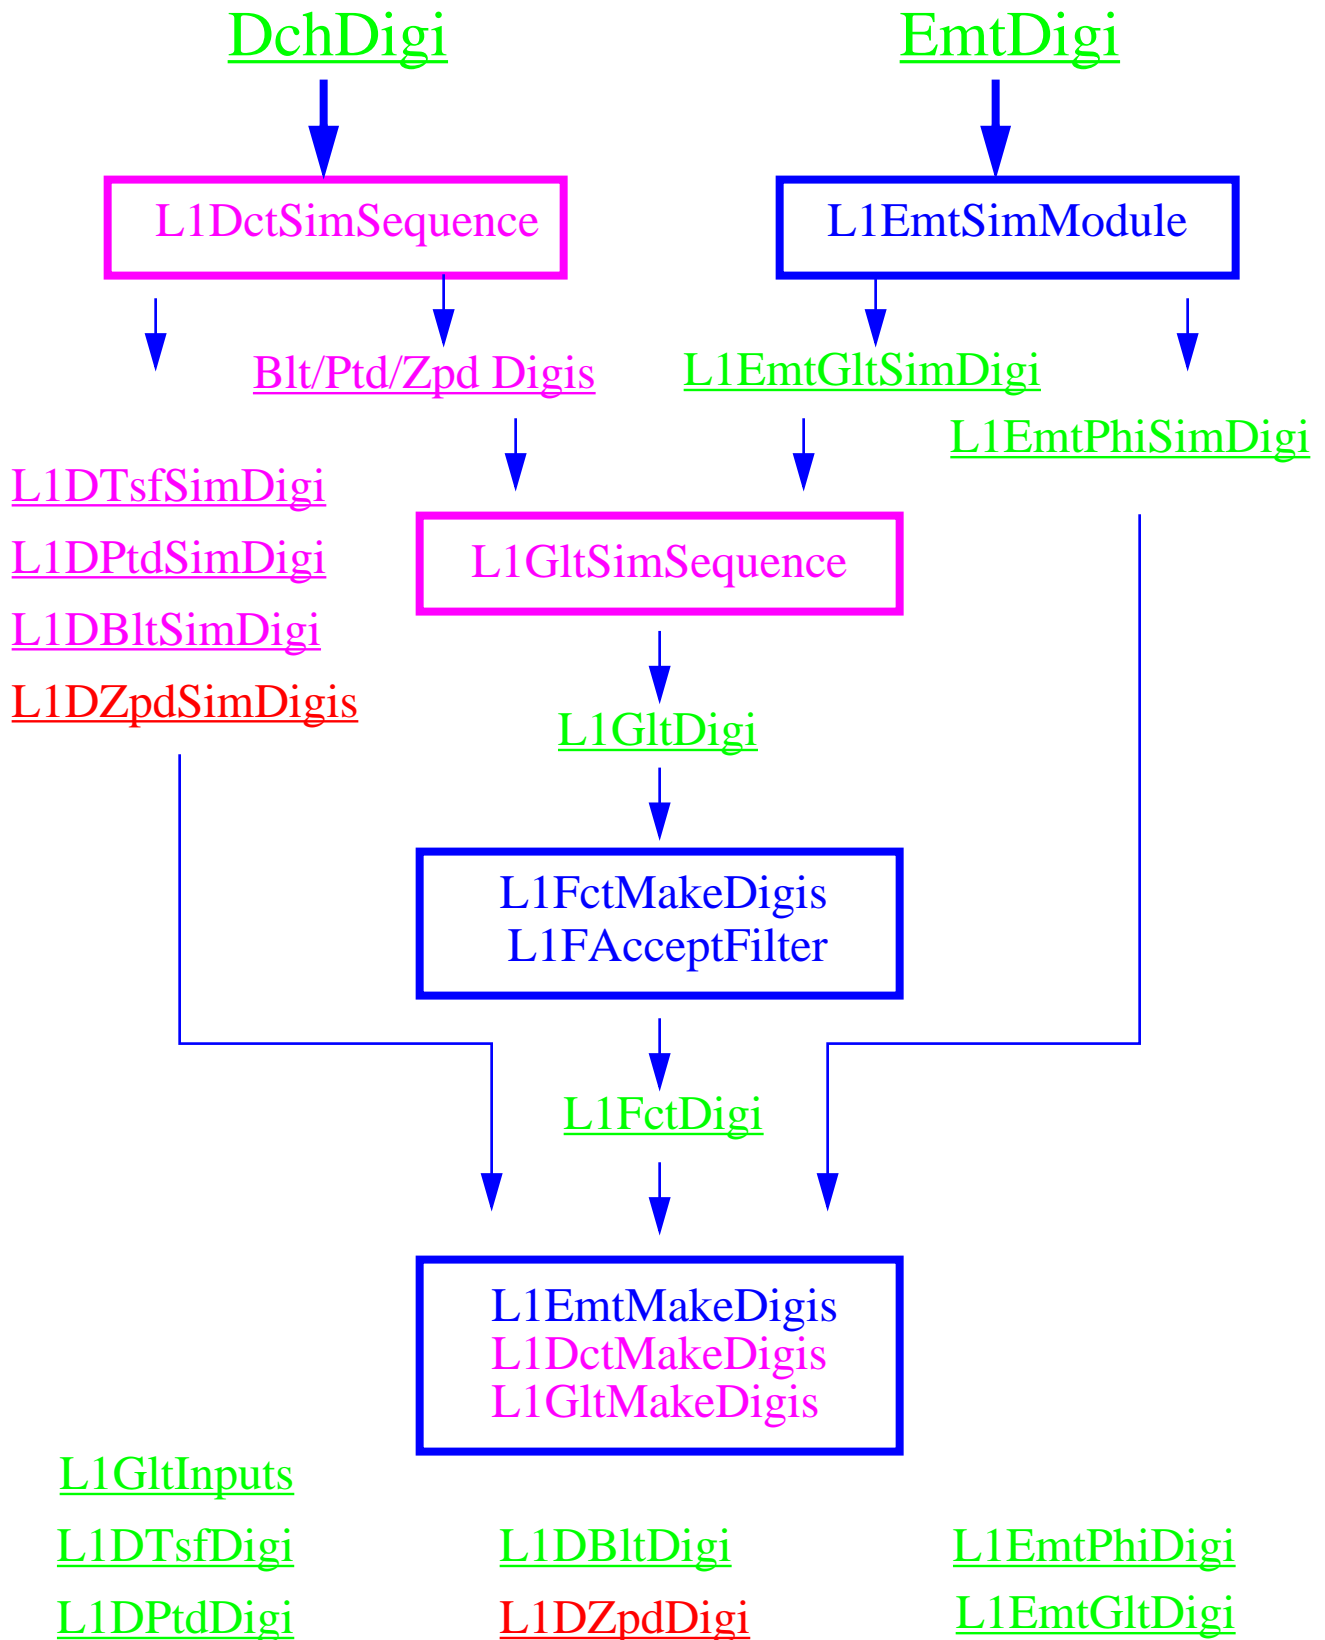 DchDigi
EmtDigi
L1DctSimSequence
L1EmtSimModule
Blt/Ptd/Zpd Digis
L1EmtGltSimDigi
L1EmtPhiSimDigi
L1DTsfSimDigi
L1DPtdSimDigi
L1DBltSimDigi
L1DZpdSimDigis
L1GltSimSequence
L1GltDigi
L1FctMakeDigis
L1FAcceptFilter
L1FctDigi
L1EmtMakeDigis
L1DctMakeDigis
L1GltMakeDigis
L1GltInputs
L1DTsfDigi
L1DBltDigi
L1EmtPhiDigi
L1DPtdDigi
L1DZpdDigi
L1EmtGltDigi